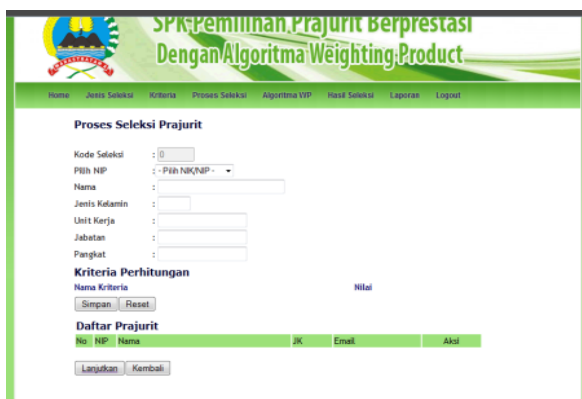 SPK-Pemilihan Prajurit Berprestasi
Dengan Algoritma Weighting Product
Home Jenis Seleksi Kriteria Proses Seleksi Algoritma WP Hasil Seleksi Laporan Logout
Proses Seleksi Prajurit
Kode Seleksi : 0
Pilih NIP : - Pilih NIK/NIP -
Nama :
Jenis Kelamin :
Unit Kerja :
Jabatan :
Pangkat :
Kriteria Perhitungan
Nama Kriteria Nilai
Simpan Reset
Daftar Prajurit
No NIP Nama JK Email Aksi
Lanjutkan Kembali